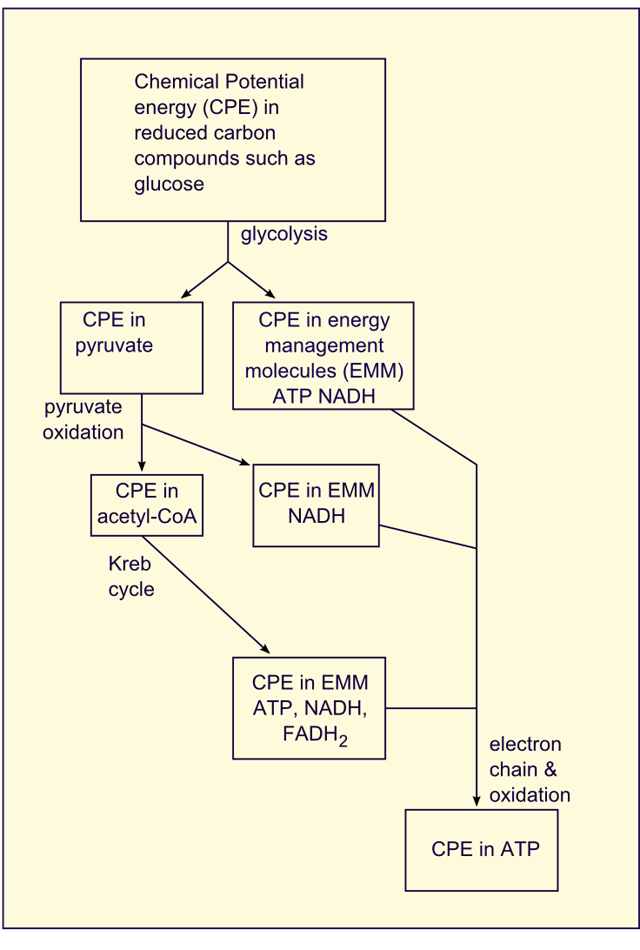 Chemical Potential
energy (CPE) in
reduced carbon
compounds such as
glucose
glycolysis
CPE in
pyruvate
CPE in energy
management
molecules (EMM)
ATP NADH
pyruvate
oxidation
CPE in
acetyl-CoA
CPE in EMM
NADH
Kreb
cycle
CPE in EMM
ATP, NADH,
FADH₂
electron
chain &
oxidation
CPE in ATP